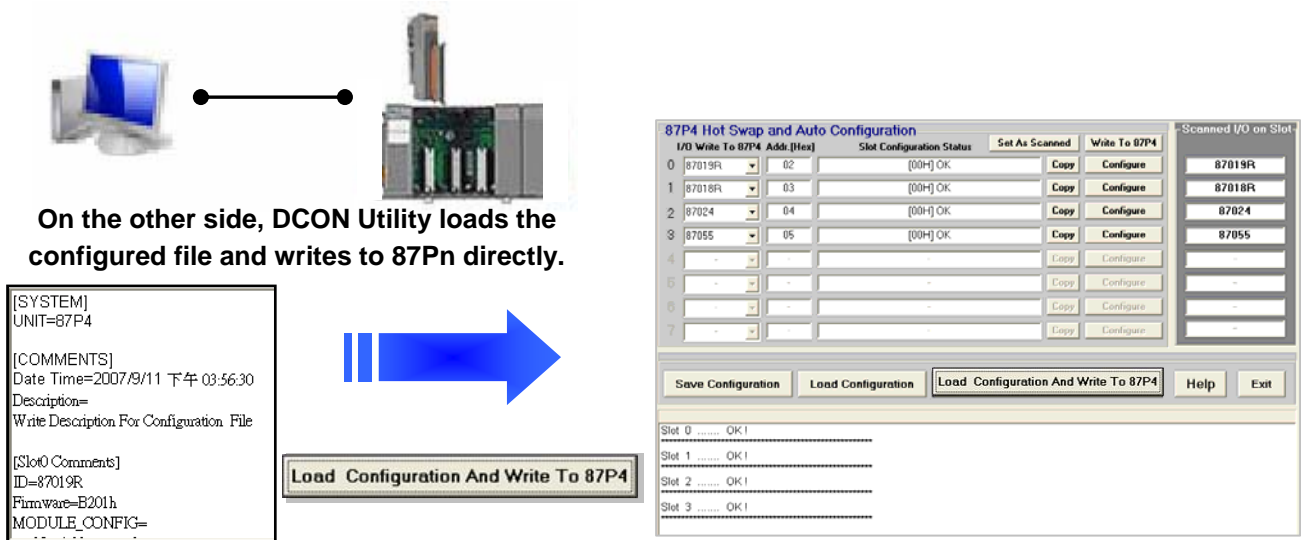 On the other side, DCON Utility loads the
configured file and writes to 87Pn directly.
[SYSTEM]
UNIT=87P4
[COMMENTS]
Date Time=2007/9/11 下午 03:56:30
Description=
Write Description For Configuration File
[Slot0 Comments]
ID=87019R
Firmware=B201h
MODULE_CONFIG=
Load Configuration And Write To 87P4
87P4 Hot Swap and Auto Configuration
Scanned I/O on Slot
I/O Write To 87P4 Addr.[Hex] Slot Configuration Status Set As Scanned Write To 87P4
0 87019R 02 [00H] OK Copy Configure 87019R
1 87018R 03 [00H] OK Copy Configure 87018R
2 87024 04 [00H] OK Copy Configure 87024
3 87055 05 [00H] OK Copy Configure 87055
4 - - - Copy Configure -
5 - - - Copy Configure -
6 - - - Copy Configure -
7 - - - Copy Configure -
Save Configuration Load Configuration Load Configuration And Write To 87P4 Help Exit
Slot 0 ....... OK!
Slot 1 ....... OK!
Slot 2 ....... OK!
Slot 3 ....... OK!